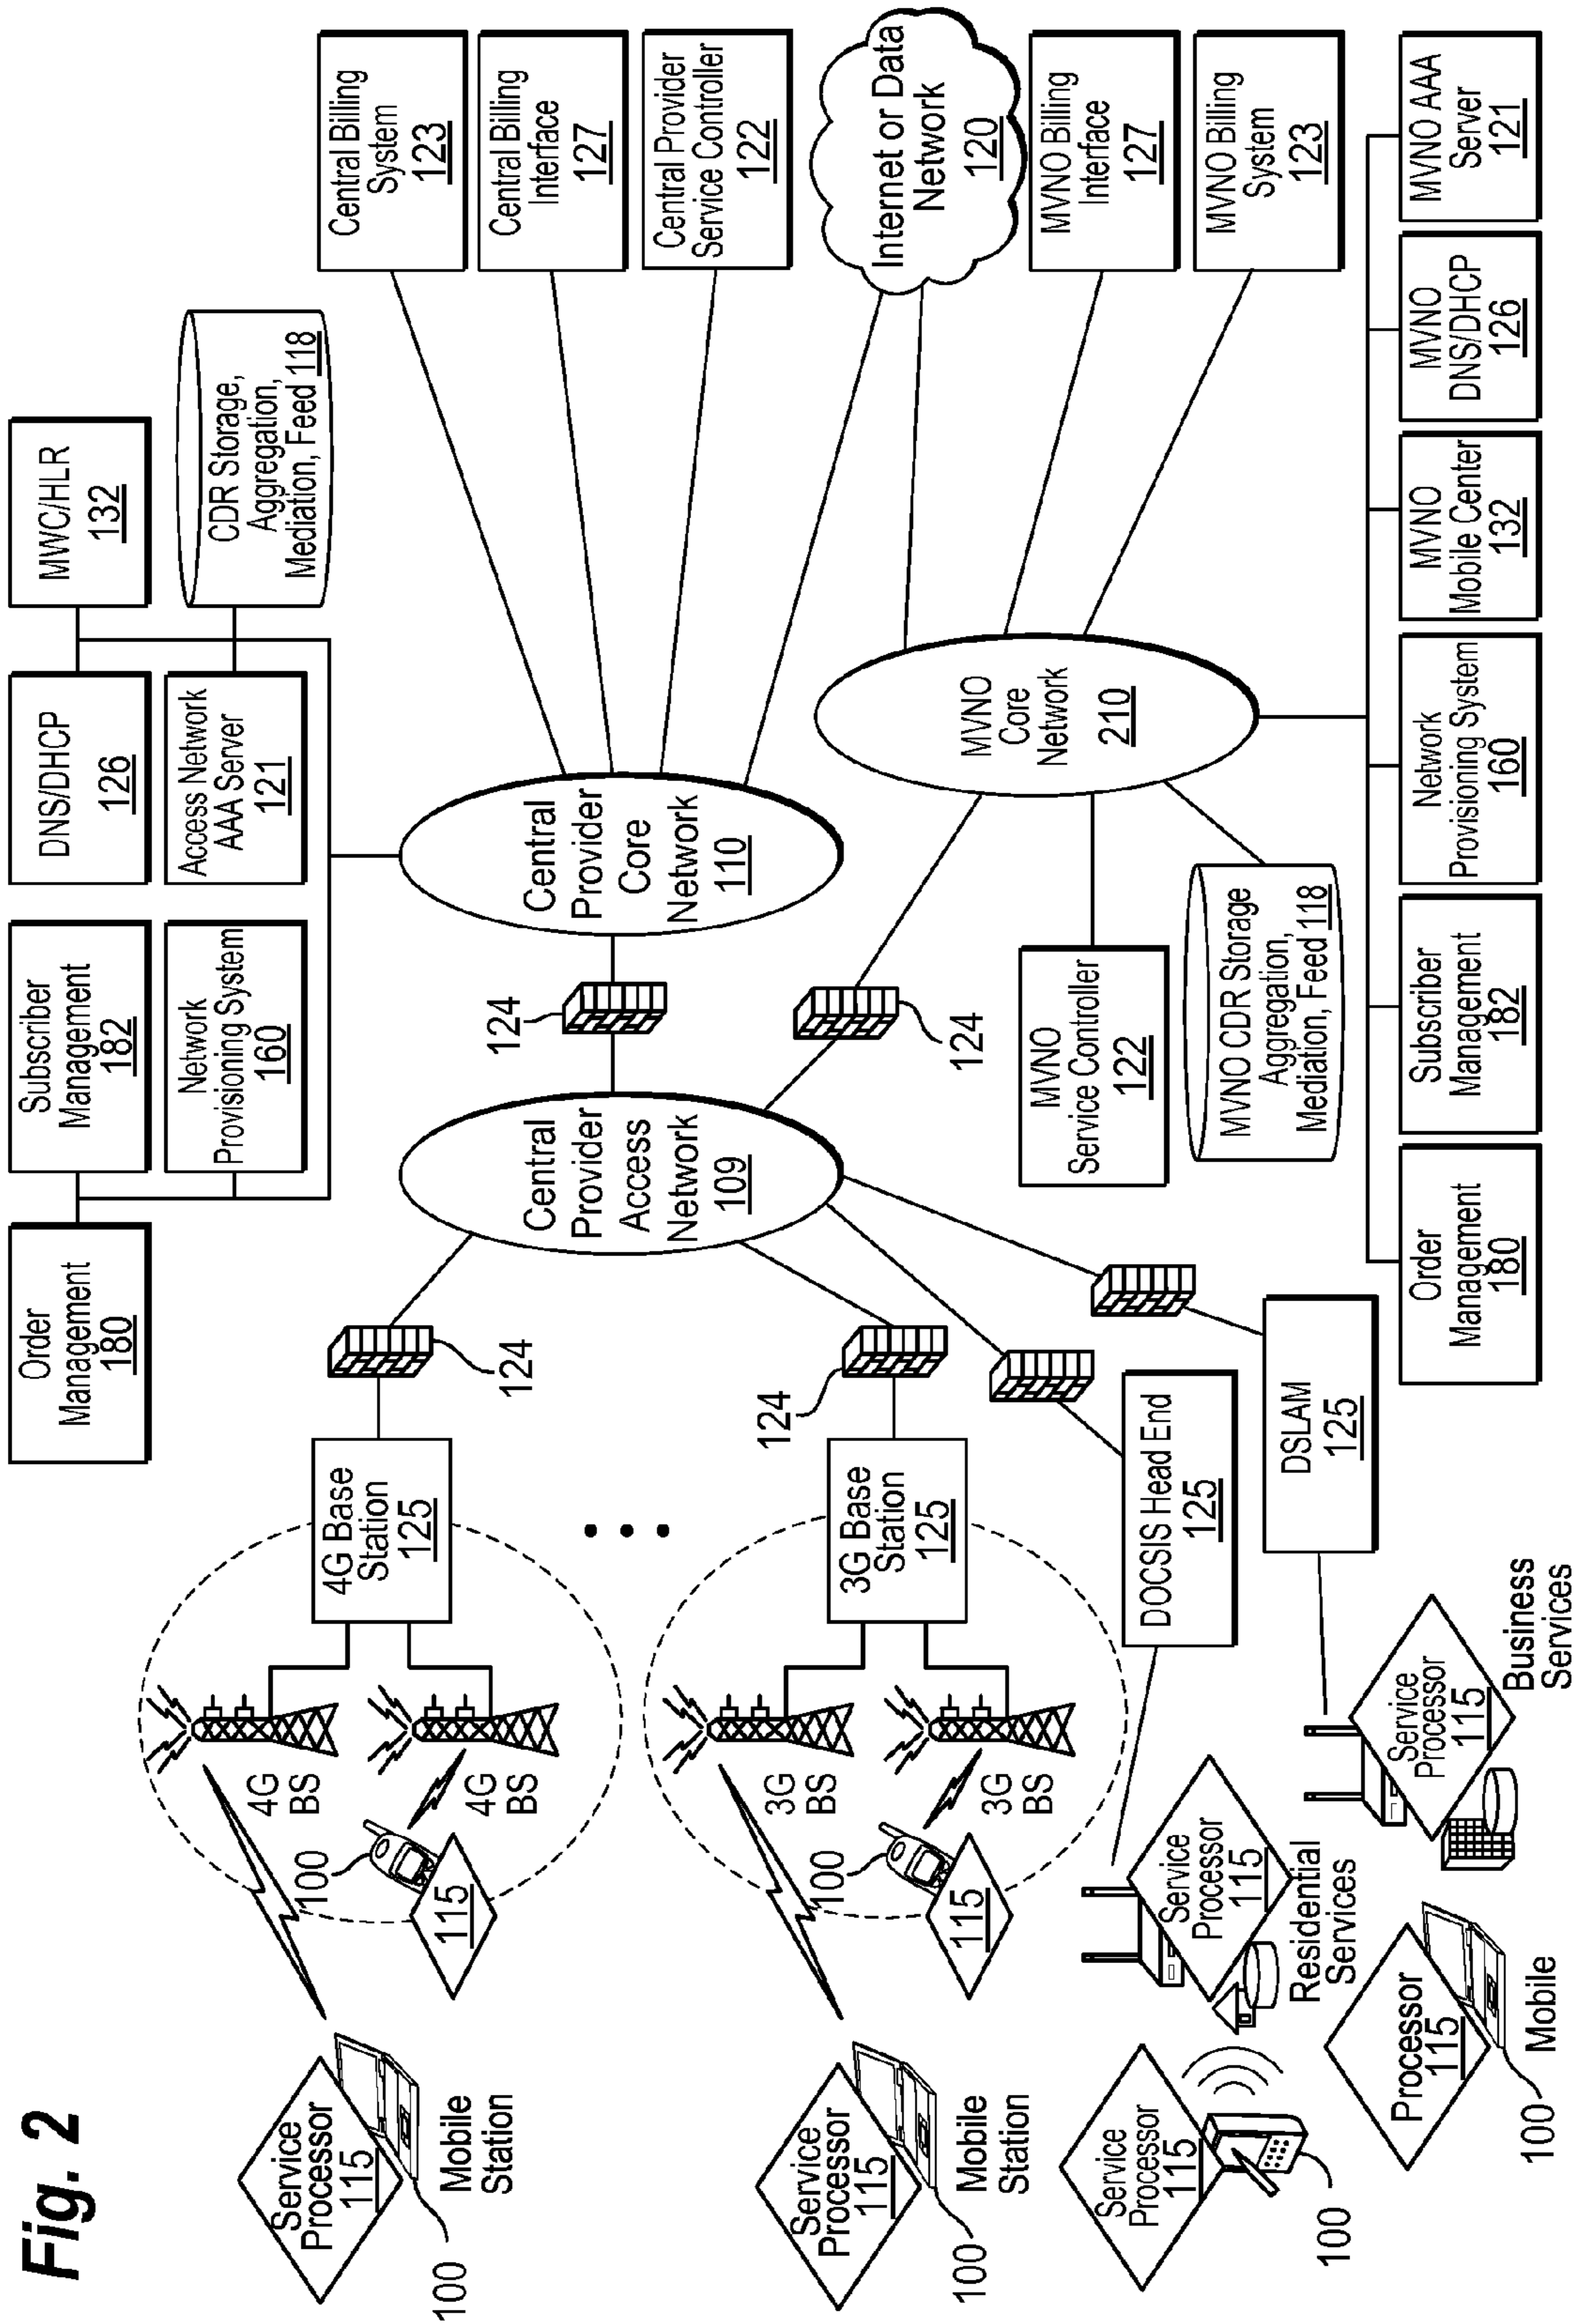 Fig. 2
Order
Management
180
Subscriber
Management
182
DNS/DHCP
126
MWC/HLR
132
Network
Provisioning System
160
Access Network
AAA Server
121
CDR Storage,
Aggregation,
Mediation, Feed 118
Central Billing
System
123
Central Billing
Interface
127
Central Provider
Service Controller
122
Internet or Data
Network
120
MVNO Billing
Interface
127
MVNO Billing
System
123
Central
Provider
Core
Network
110
Central
Provider
Access
Network
109
MVNO
Core
Network
210
124
124
124
124
MVNO
Service Controller
122
MVNO CDR Storage
Aggregation,
Mediation, Feed 118
4G Base
Station
125
3G Base
Station
125
DOCSIS Head End
125
DSLAM
125
4G
BS
4G
BS
3G
BS
3G
BS
100
115
100
115
Service
Processor
115
Mobile
Station
100
Service
Processor
115
Mobile
Station
100
Service
Processor
115
100
Service
Processor
115
Residential
Services
Service
Processor
115
Business
Services
Processor
115
Mobile
100
Order
Management
180
Subscriber
Management
182
Network
Provisioning System
160
MVNO
Mobile Center
132
MVNO
DNS/DHCP
126
MVNO AAA
Server
121